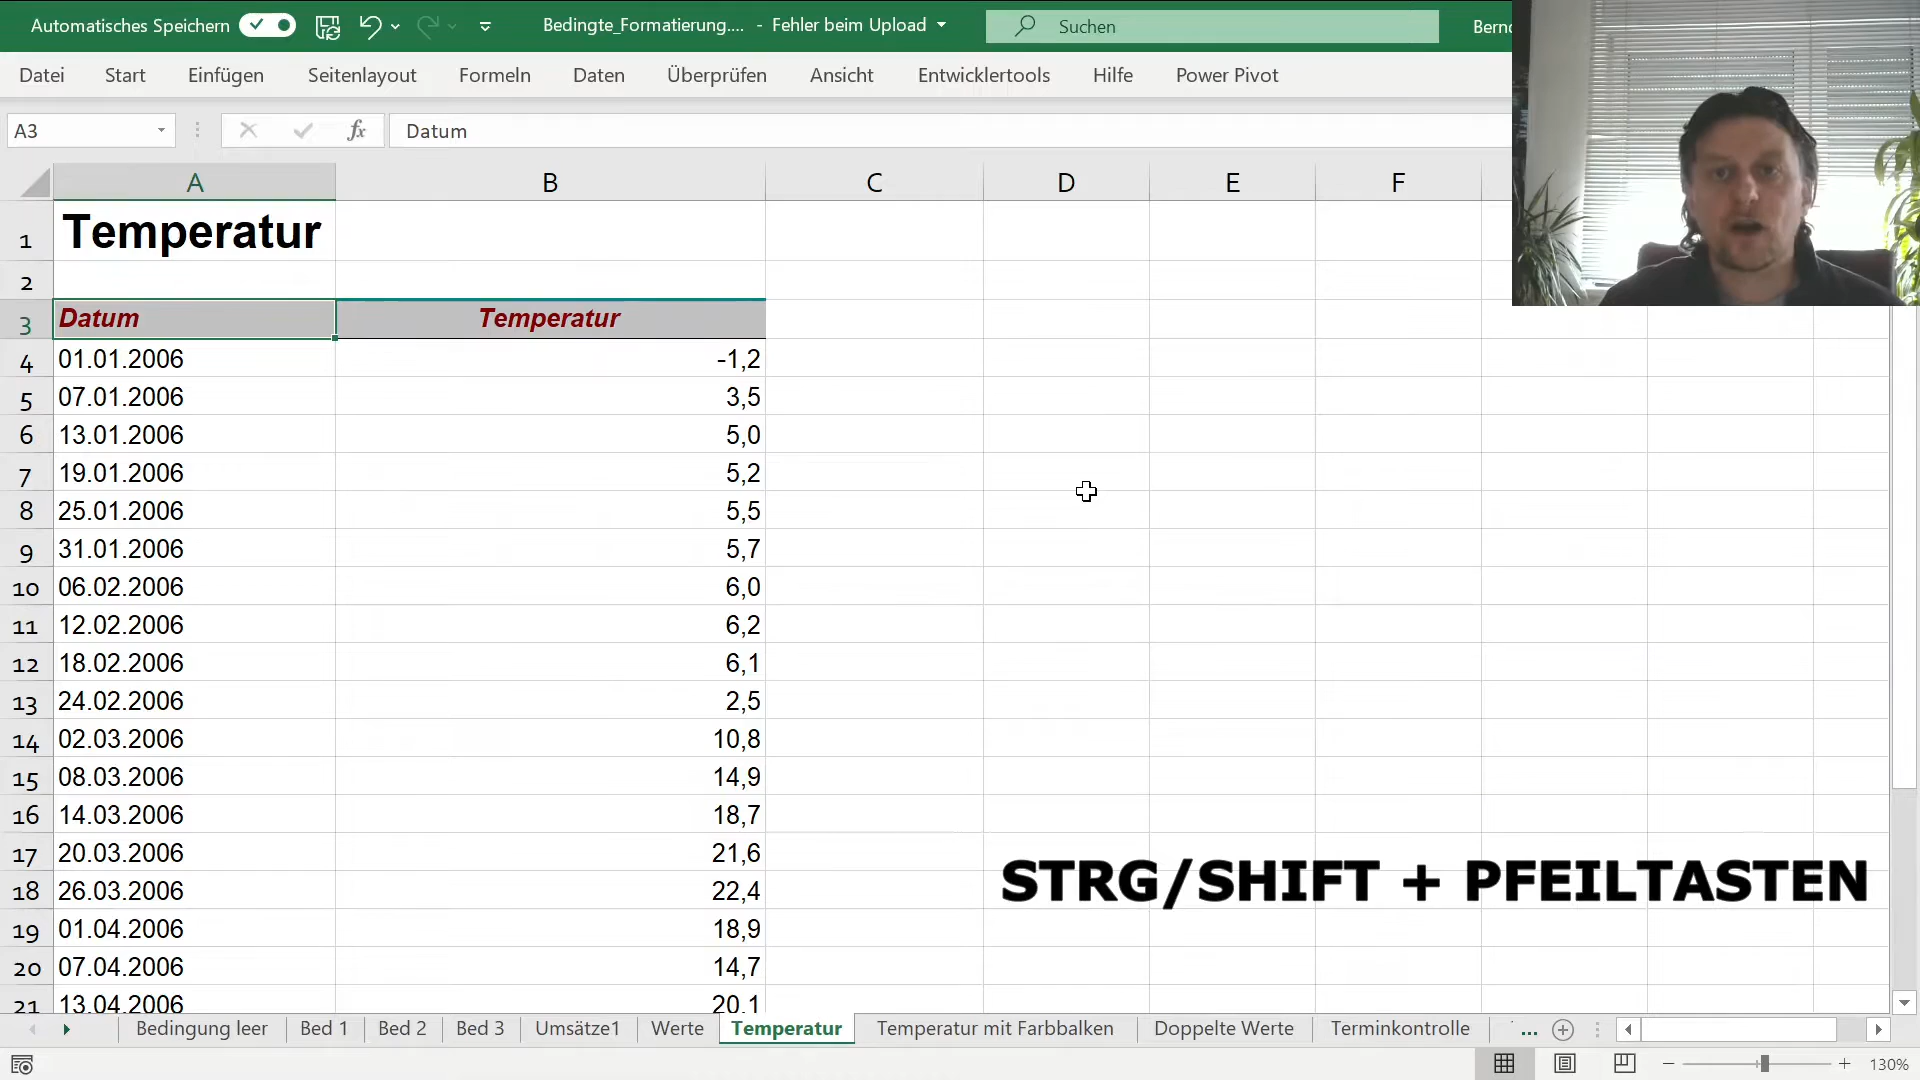 Automatisches Speichern
Bedingte_Formatierung.... - Fehler beim Upload
Suchen
Datei Start Einfügen Seitenlayout Formeln Daten Überprüfen Ansicht Entwicklertools Hilfe Power Pivot
A3 fx Datum
A B C D E F
1 Temperatur
2
3 Datum Temperatur
4 01.01.2006 -1,2
5 07.01.2006 3,5
6 13.01.2006 5,0
7 19.01.2006 5,2
8 25.01.2006 5,5
9 31.01.2006 5,7
10 06.02.2006 6,0
11 12.02.2006 6,2
12 18.02.2006 6,1
13 24.02.2006 2,5
14 02.03.2006 10,8
15 08.03.2006 14,9
16 14.03.2006 18,7
17 20.03.2006 21,6
18 26.03.2006 22,4
19 01.04.2006 18,9
20 07.04.2006 14,7
21 13.04.2006 20,1
STRG/SHIFT + PFEILTASTEN
Bedingung leer Bed 1 Bed 2 Bed 3 Umsätze1 Werte Temperatur Temperatur mit Farbbalken Doppelte Werte Terminkontrolle ...
130%